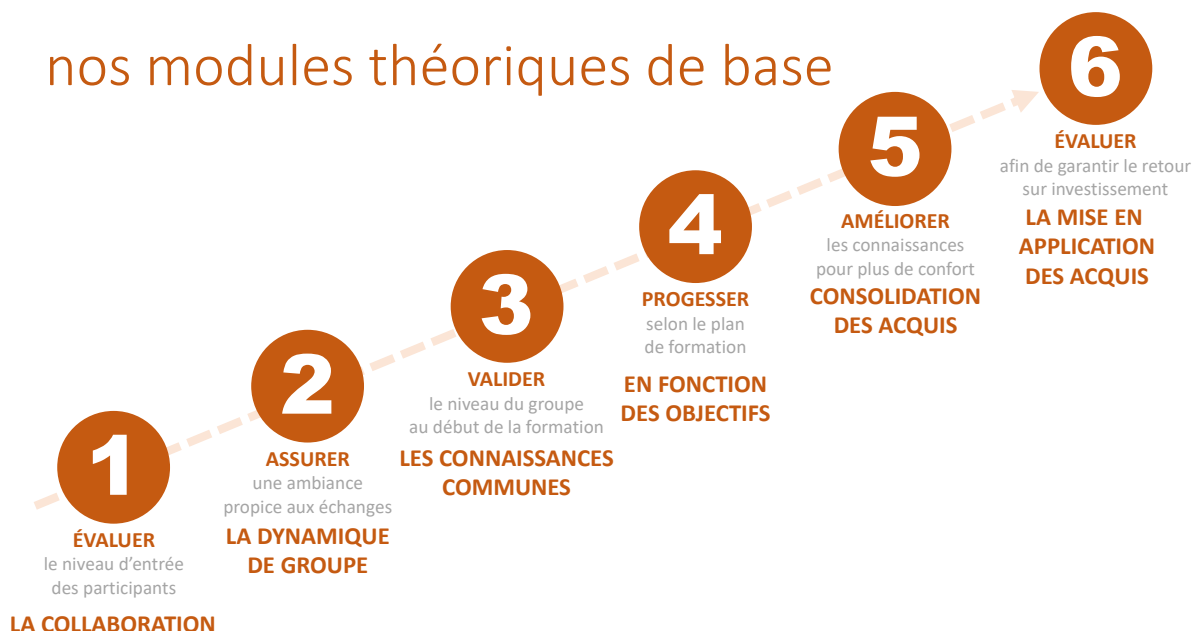 nos modules théoriques de base
1
ÉVALUER
le niveau d'entrée
des participants
LA COLLABORATION
2
ASSURER
une ambiance
propice aux échanges
LA DYNAMIQUE
DE GROUPE
3
VALIDER
le niveau du groupe
au début de la formation
LES CONNAISSANCES
COMMUNES
4
PROGESSER
selon le plan
de formation
EN FONCTION
DES OBJECTIFS
5
AMÉLIORER
les connaissances
pour plus de confort
CONSOLIDATION
DES ACQUIS
6
ÉVALUER
afin de garantir le retour
sur investissement
LA MISE EN
APPLICATION
DES ACQUIS